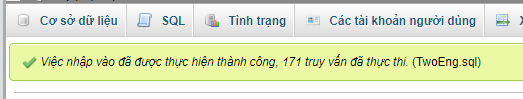 Cơ sở dữ liệu SQL Tình trạng Các tài khoản người dùng
Việc nhập vào đã được thực hiện thành công, 171 truy vấn đã thực thi. (TwoEng.sql)